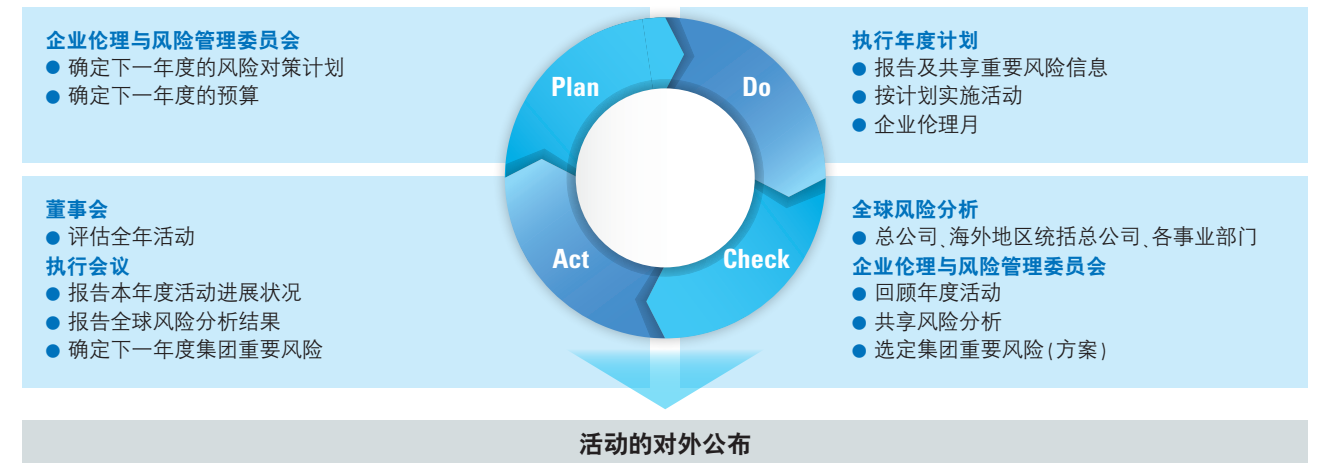 企业伦理与风险管理委员会
● 确定下一年度的风险对策计划
● 确定下一年度的预算
Plan
Do
执行年度计划
● 报告及共享重要风险信息
● 按计划实施活动
● 企业伦理月
董事会
● 评估全年活动
执行会议
● 报告本年度活动进展状况
● 报告全球风险分析结果
● 确定下一年度集团重要风险
Act
Check
全球风险分析
● 总公司、海外地区统括总公司、各事业部门
企业伦理与风险管理委员会
● 回顾年度活动
● 共享风险分析
● 选定集团重要风险(方案)
活动的对外公布